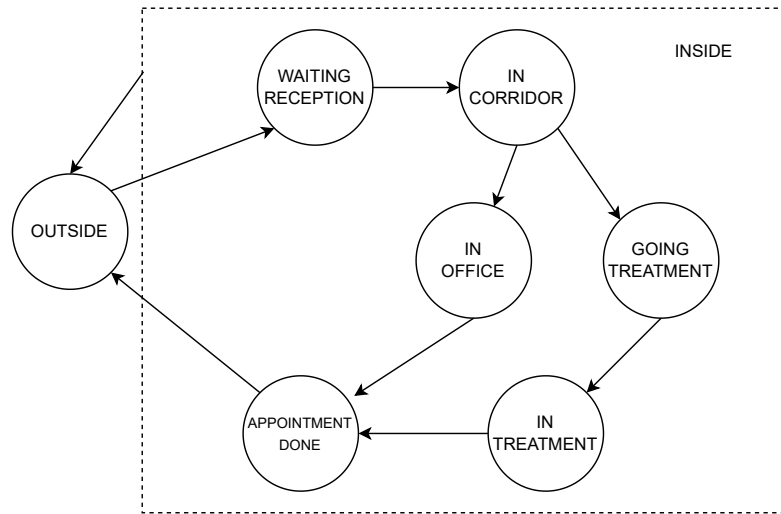 WAITING
RECEPTION
IN
CORRIDOR
INSIDE
OUTSIDE
IN
OFFICE
GOING
TREATMENT
APPOINTMENT
DONE
IN
TREATMENT